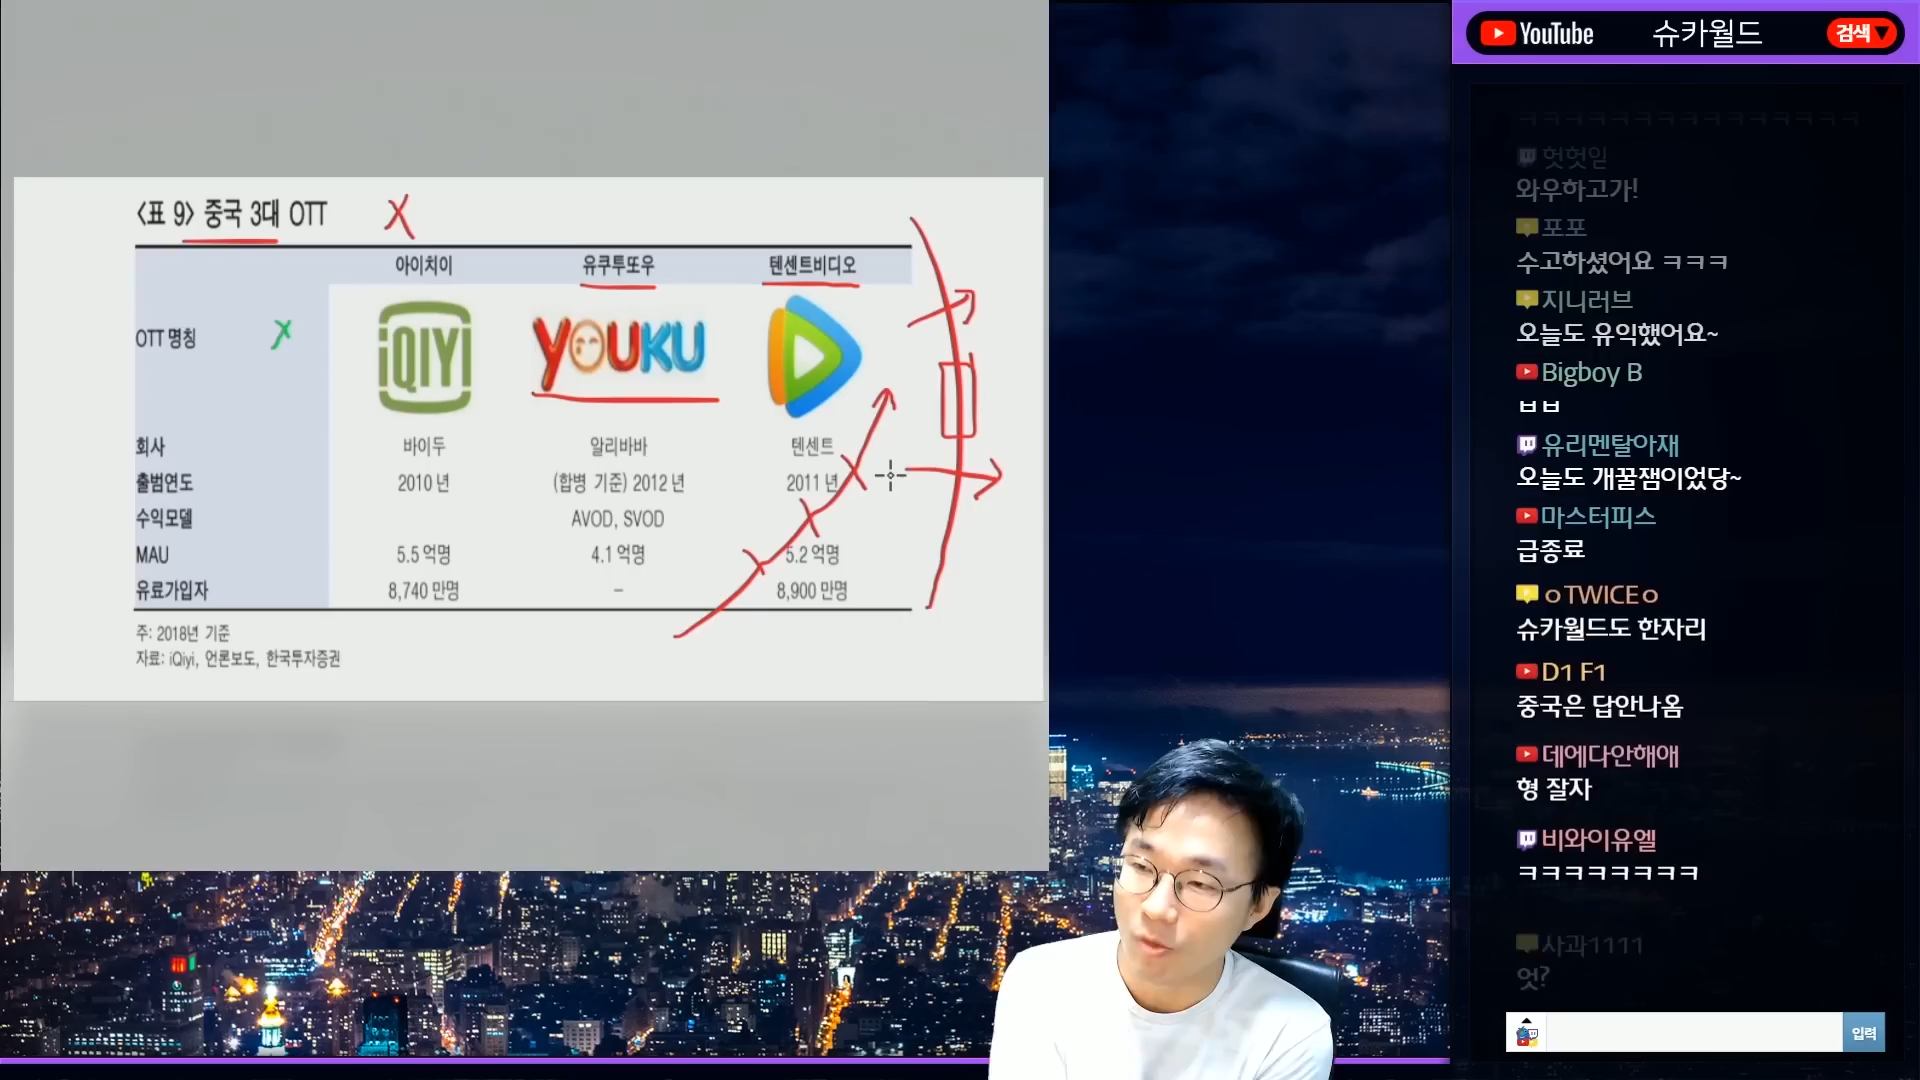 <표 9> 중국 3대 OTT
아이치이 유쿠투또우 텐센트비디오
OTT 명칭 iQIYI YOUKU
회사 바이두 알리바바 텐센트
출범연도 2010년 (합병 기준) 2012년 2011년
수익모델 AVOD, SVOD
MAU 5.5억명 4.1억명 5.2억명
유료가입자 8,740만명 – 8,900만명
주: 2018년 기준
자료: iQiyi, 언론보도, 한국투자증권
YouTube 슈카월드 검색▼
ㅋㅋㅋㅋㅋㅋㅋㅋㅋㅋㅋㅋㅋㅋㅋ
헛헛읻
와우하고가!
포포
수고하셨어요 ㅋㅋㅋ
지니러브
오늘도 유익했어요~
Bigboy B
ㅂㅂ
유리멘탈아재
오늘도 개꿀잼이었당~
마스터피스
급종료
oTWICEo
슈카월드도 한자리
D1 F1
중국은 답안나옴
데에다안해애
형 잘자
비와이유엘
ㅋㅋㅋㅋㅋㅋㅋㅋ
사과1111
엇?
입력